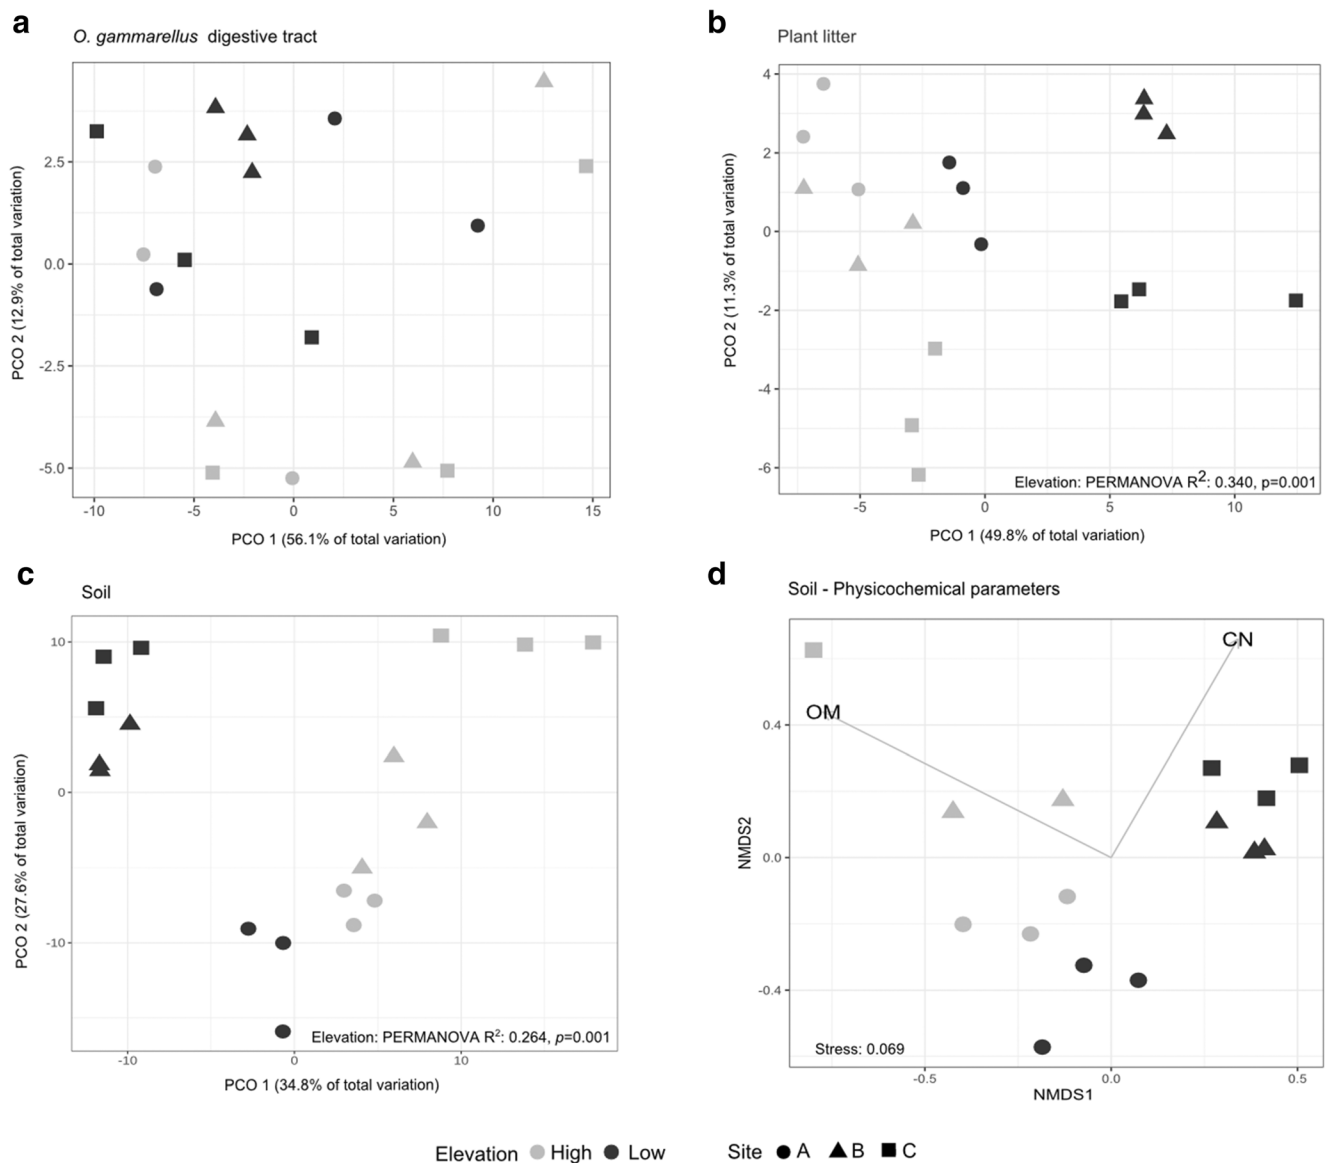 a
O. gammarellus digestive tract
2.5
0.0
-2.5
-5.0
PCO 2 (12.9% of total variation)
-10 -5 0 5 10 15
PCO 1 (56.1% of total variation)
b
Plant litter
4
2
0
-2
-4
-6
PCO 2 (11.3% of total variation)
Elevation: PERMANOVA R²: 0.340, p=0.001
-5 0 5 10
PCO 1 (49.8% of total variation)
c
Soil
10
0
-10
PCO 2 (27.6% of total variation)
Elevation: PERMANOVA R²: 0.264, p=0.001
-10 0 10
PCO 1 (34.8% of total variation)
d
Soil - Physicochemical parameters
CN
OM
0.4
0.0
-0.4
NMDS2
Stress: 0.069
-0.5 0.0 0.5
NMDS1
Elevation High Low Site A B C